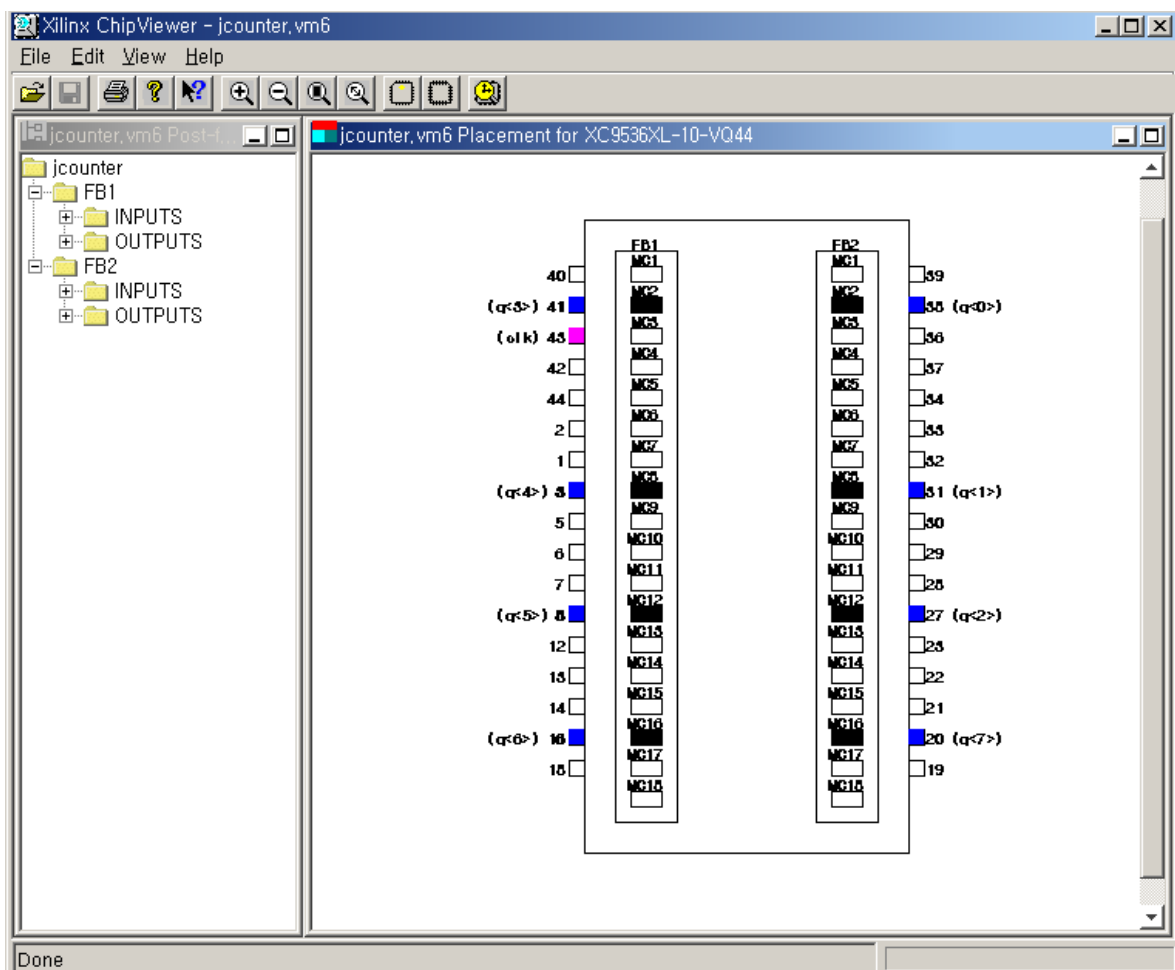 Xilinx ChipViewer - jcounter,vm6
File Edit View Help
jcounter,vm6 Post-f...
jcounter
FB1
INPUTS
OUTPUTS
FB2
INPUTS
OUTPUTS
jcounter,vm6 Placement for XC9536XL-10-VQ44
FB1 FB2
40 MC1 MC1 39
(q<3>) 41 MC2 MC2 38 (q<0>)
(clk) 43 MC3 MC3 36
42 MC4 MC4 37
44 MC5 MC5 34
2 MC6 MC6 33
1 MC7 MC7 32
(q<4>) 3 MC8 MC8 31 (q<1>)
5 MC9 MC9 30
6 MC10 MC10 29
7 MC11 MC11 28
(q<5>) 8 MC12 MC12 27 (q<2>)
12 MC13 MC13 23
13 MC14 MC14 22
14 MC15 MC15 21
(q<6>) 16 MC16 MC16 20 (q<7>)
18 MC17 MC17 19
MC18 MC18
Done